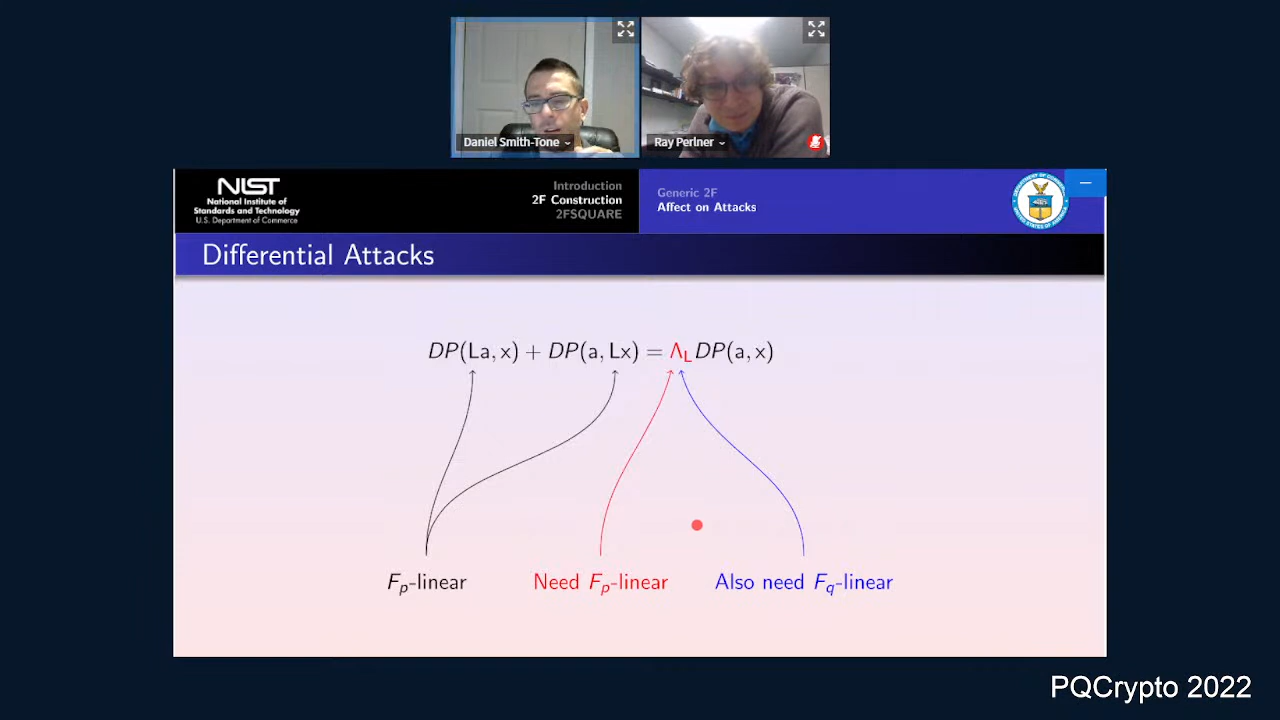 Daniel Smith-Tone
Ray Perlner
NIST
National Institute of
Standards and Technology
U.S. Department of Commerce
Introduction
2F Construction
2FSQUARE
Generic 2F
Affect on Attacks
Differential Attacks
DP(La, x) + DP(a, Lx) = Λ_L DP(a, x)
F_p-linear
Need F_p-linear
Also need F_q-linear
PQCrypto 2022